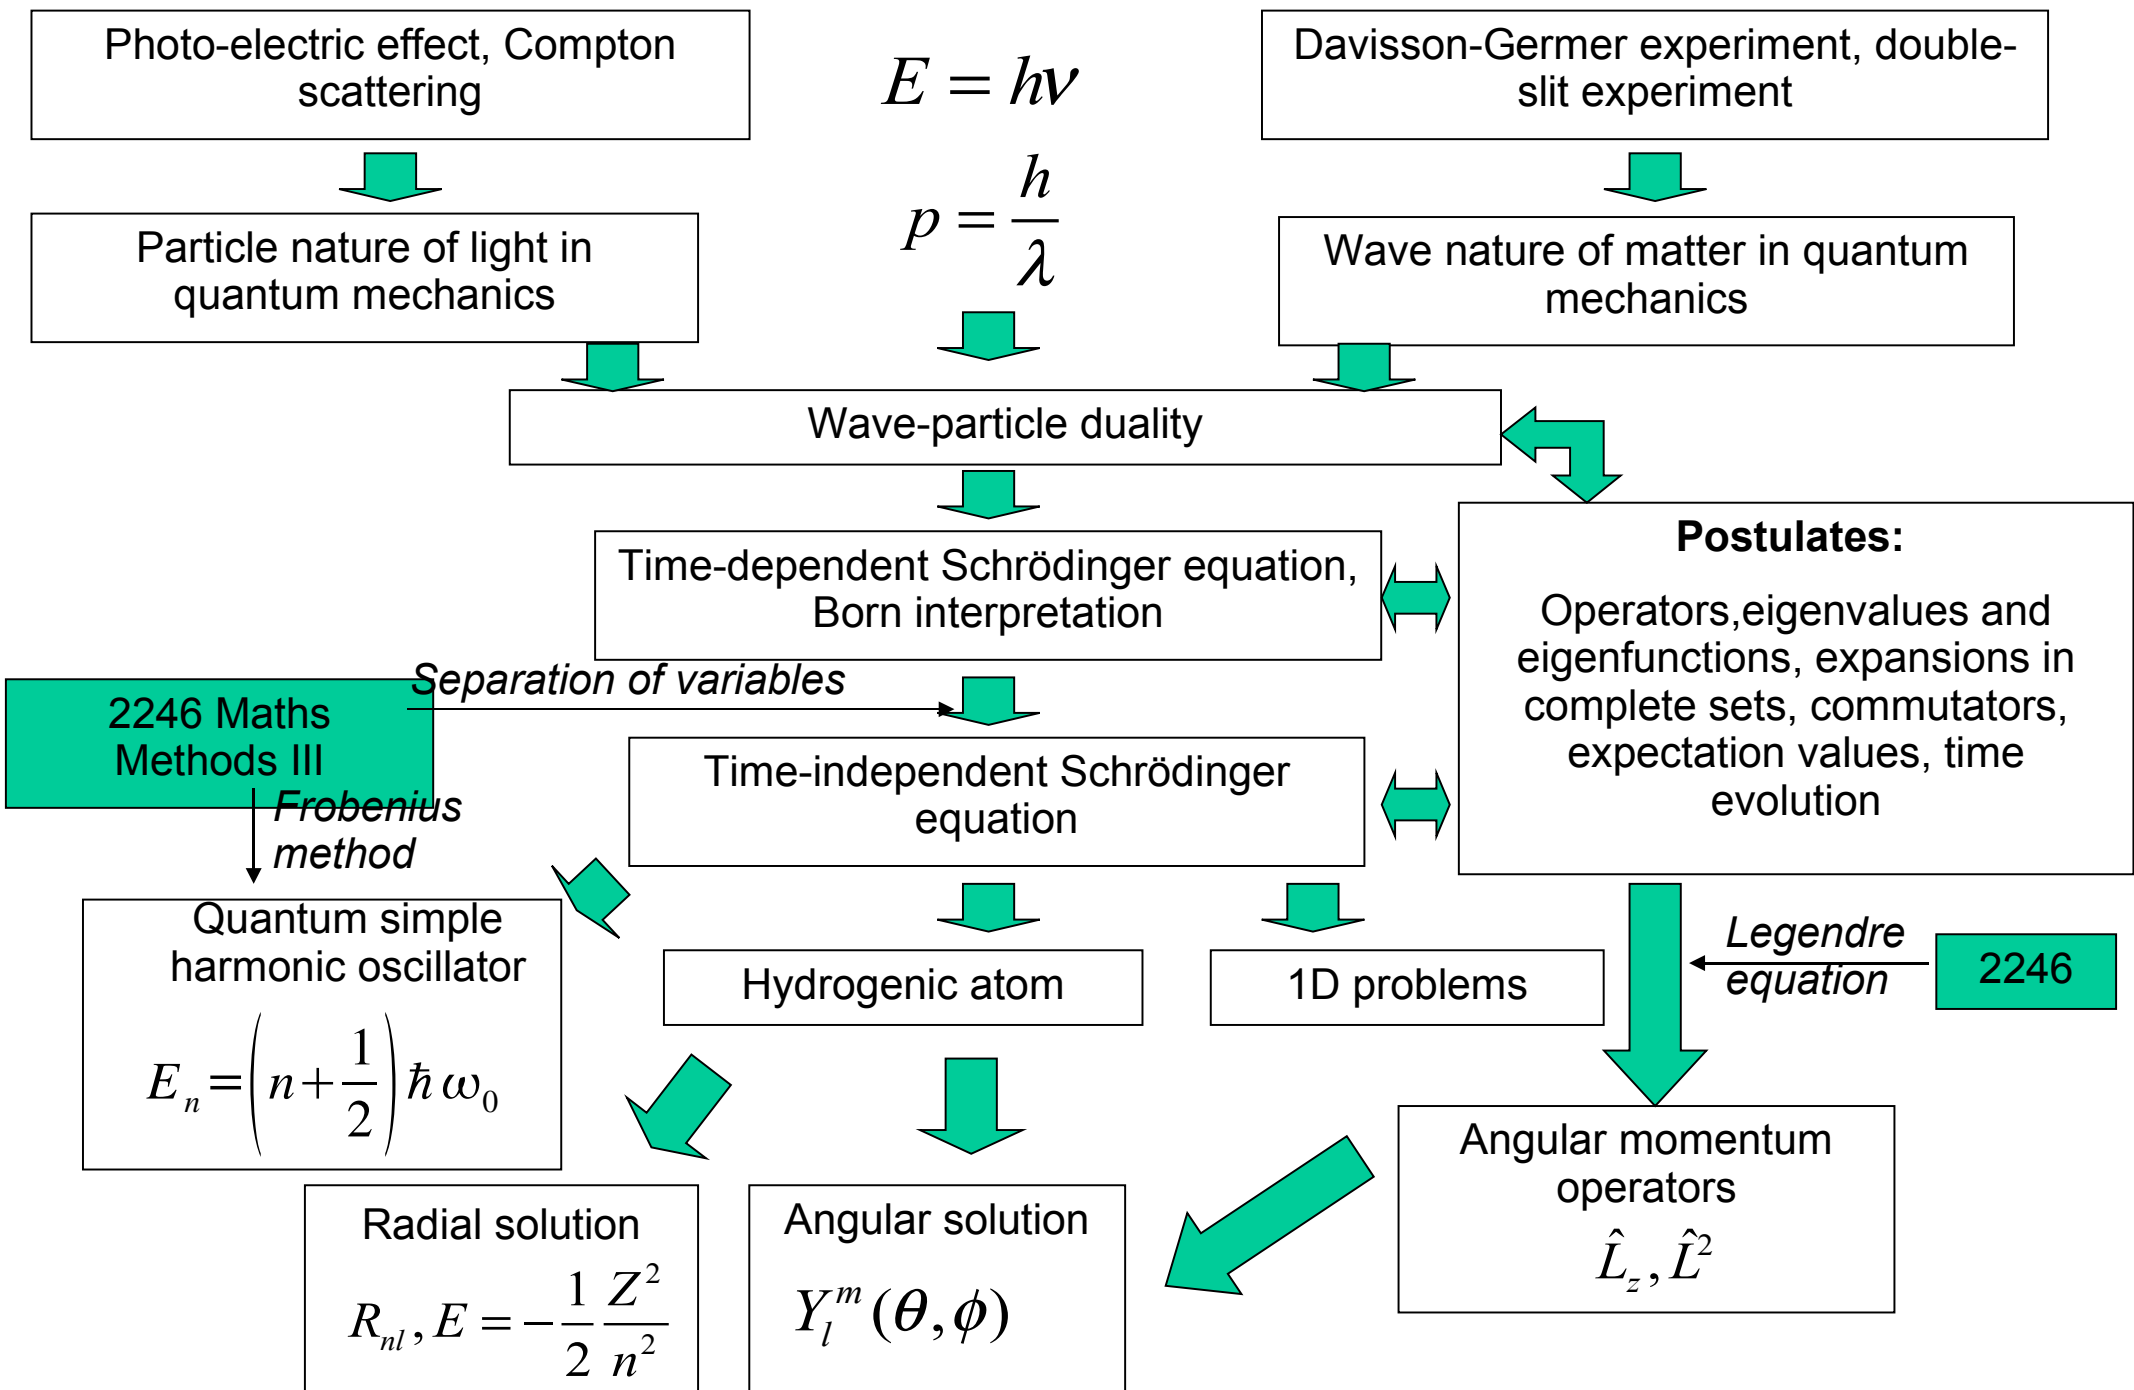 Photo-electric effect, Compton
scattering
E = hν
p = h/λ
Davisson-Germer experiment, double-
slit experiment
Particle nature of light in
quantum mechanics
Wave nature of matter in quantum
mechanics
Wave-particle duality
Time-dependent Schrödinger equation,
Born interpretation
Postulates:
Operators,eigenvalues and
eigenfunctions, expansions in
complete sets, commutators,
expectation values, time
evolution
Separation of variables
2246 Maths
Methods III
Time-independent Schrödinger
equation
Frobenius
method
Quantum simple
harmonic oscillator
E_n = (n + 1/2) ħ ω_0
Hydrogenic atom
1D problems
Legendre
equation
2246
Radial solution
R_{nl}, E = -1/2 Z^2/n^2
Angular solution
Y_l^m (θ, ϕ)
Angular momentum
operators
L̂_z, L̂^2